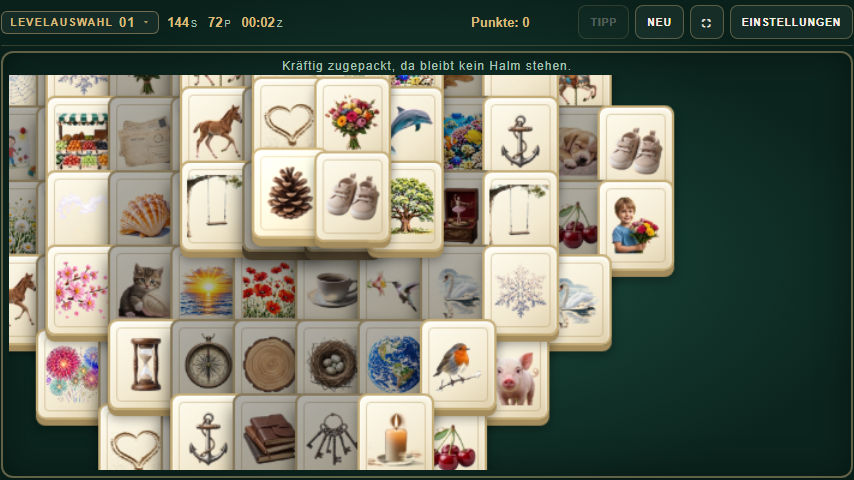 LEVELAUSWAHL 01 144S 72P 00:02Z Punkte: 0 TIPP NEU EINSTELLUNGEN
Kräftig zugepackt, da bleibt kein Halm stehen.